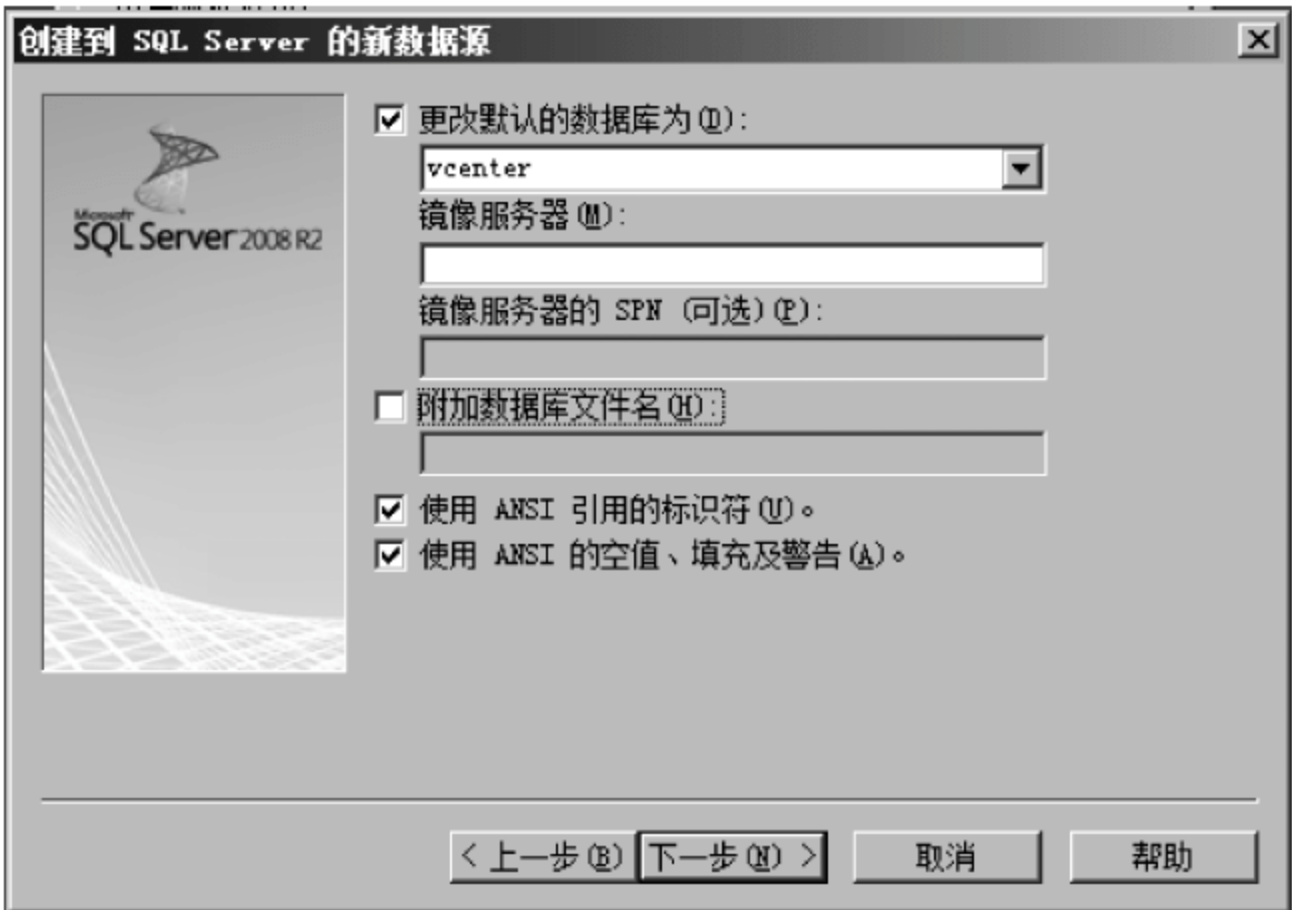 创建到 SQL Server 的新数据源
Microsoft
SQL Server 2008 R2
更改默认的数据库为(D):
vcenter
镜像服务器(M):
镜像服务器的 SPN (可选)(P):
附加数据库文件名(H):
使用 ANSI 引用的标识符(U)。
使用 ANSI 的空值、填充及警告(A)。
< 上一步(B) 下一步(N) > 取消 帮助